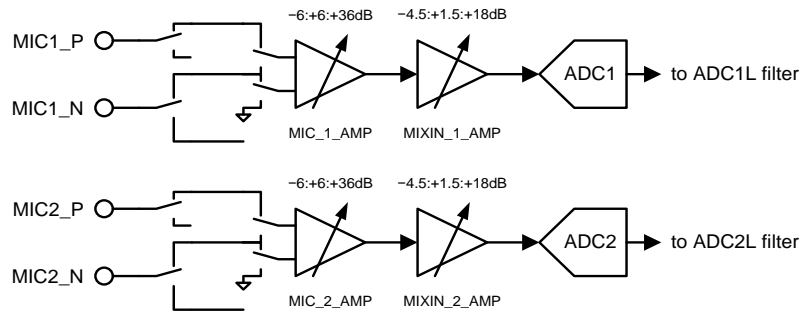 −6:+6:+36dB
−4.5:+1.5:+18dB
MIC1_P
ADC1
to ADC1L filter
MIC1_N
MIC_1_AMP
MIXIN_1_AMP
−6:+6:+36dB
−4.5:+1.5:+18dB
MIC2_P
ADC2
to ADC2L filter
MIC2_N
MIC_2_AMP
MIXIN_2_AMP